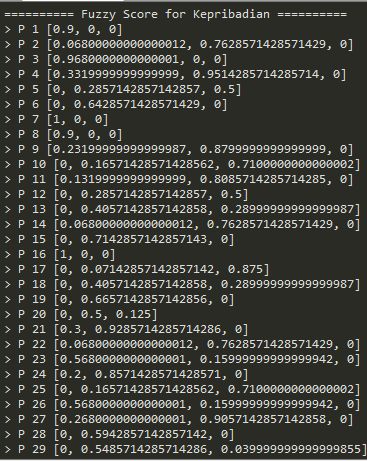 ========== Fuzzy Score for Kepribadian ==========
> P 1 [0.9, 0, 0]
> P 2 [0.06800000000000012, 0.7628571428571429, 0]
> P 3 [0.9680000000000001, 0, 0]
> P 4 [0.3319999999999999, 0.9514285714285714, 0]
> P 5 [0, 0.2857142857142857, 0.5]
> P 6 [0, 0.6428571428571429, 0]
> P 7 [1, 0, 0]
> P 8 [0.9, 0, 0]
> P 9 [0.23199999999999987, 0.8799999999999999, 0]
> P 10 [0, 0.16571428571428562, 0.7100000000000002]
> P 11 [0.1319999999999999, 0.8085714285714285, 0]
> P 12 [0, 0.2857142857142857, 0.5]
> P 13 [0, 0.4057142857142858, 0.28999999999999987]
> P 14 [0.06800000000000012, 0.7628571428571429, 0]
> P 15 [0, 0.7142857142857143, 0]
> P 16 [1, 0, 0]
> P 17 [0, 0.07142857142857142, 0.875]
> P 18 [0, 0.4057142857142858, 0.28999999999999987]
> P 19 [0, 0.6657142857142856, 0]
> P 20 [0, 0.5, 0.125]
> P 21 [0.3, 0.9285714285714286, 0]
> P 22 [0.06800000000000012, 0.7628571428571429, 0]
> P 23 [0.5680000000000001, 0.15999999999999942, 0]
> P 24 [0.2, 0.8571428571428571, 0]
> P 25 [0, 0.16571428571428562, 0.7100000000000002]
> P 26 [0.5680000000000001, 0.15999999999999942, 0]
> P 27 [0.2680000000000001, 0.9057142857142858, 0]
> P 28 [0, 0.5942857142857142, 0]
> P 29 [0, 0.5485714285714286, 0.039999999999999855]